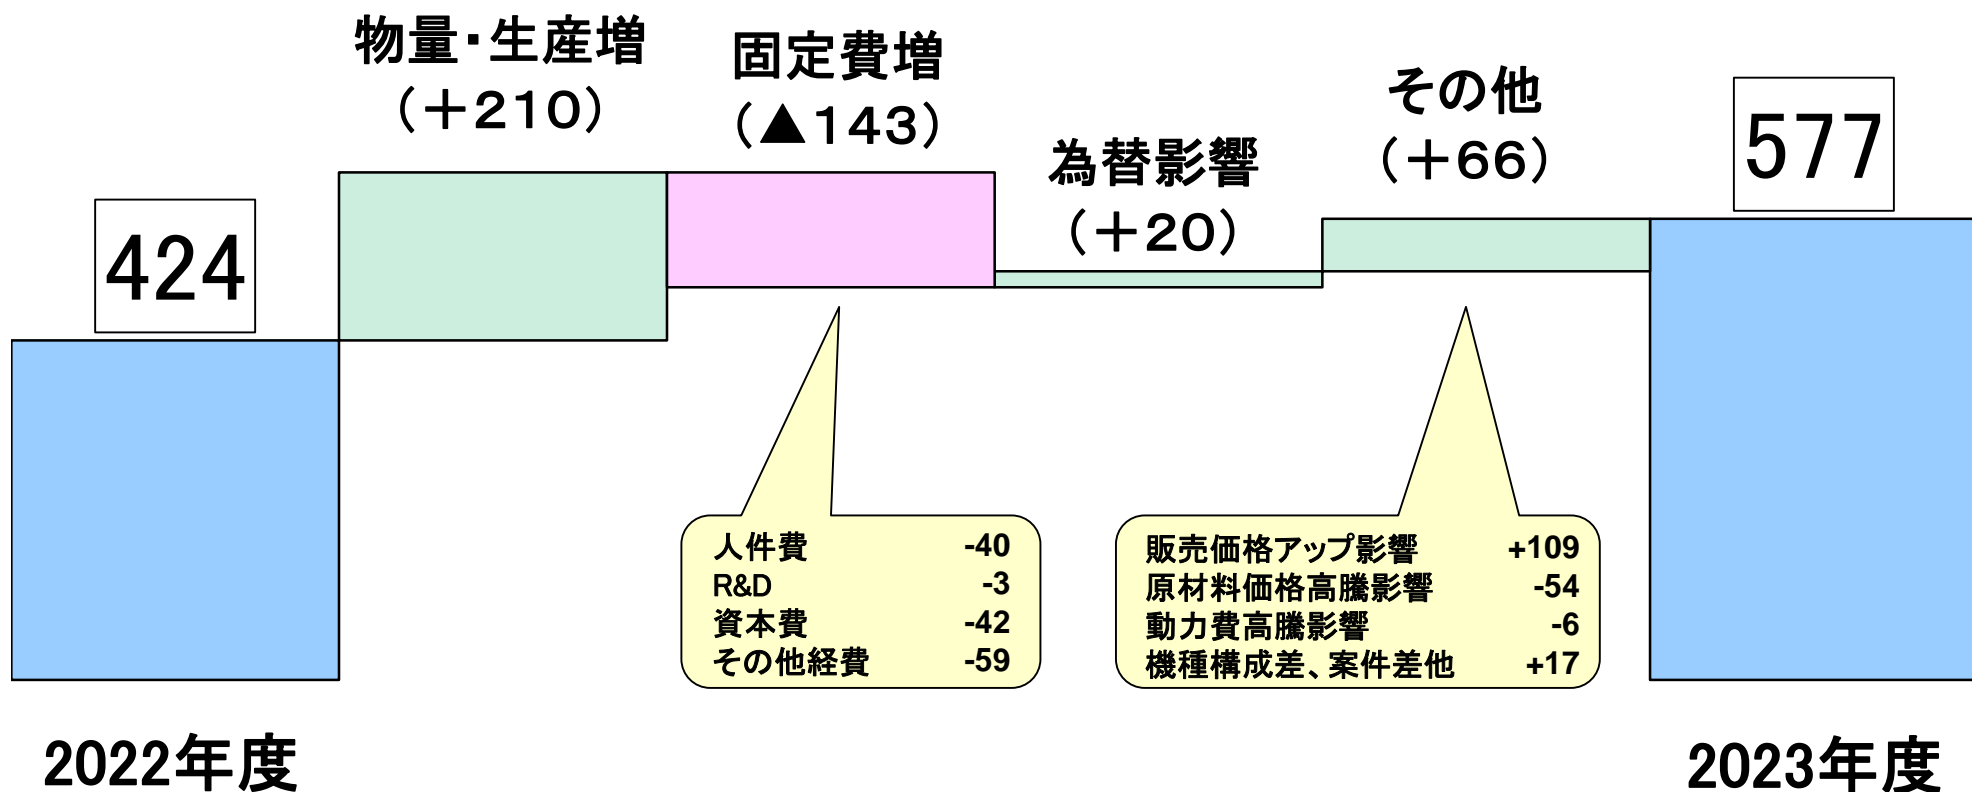 物量・生産増
（＋210）
固定費増
（▲143）
為替影響
（＋20）
その他
（＋66）
424
577
人件費 -40
R&D -3
資本費 -42
その他経費 -59
販売価格アップ影響 +109
原材料価格高騰影響 -54
動力費高騰影響 -6
機種構成差、案件差他 +17
2022年度
2023年度